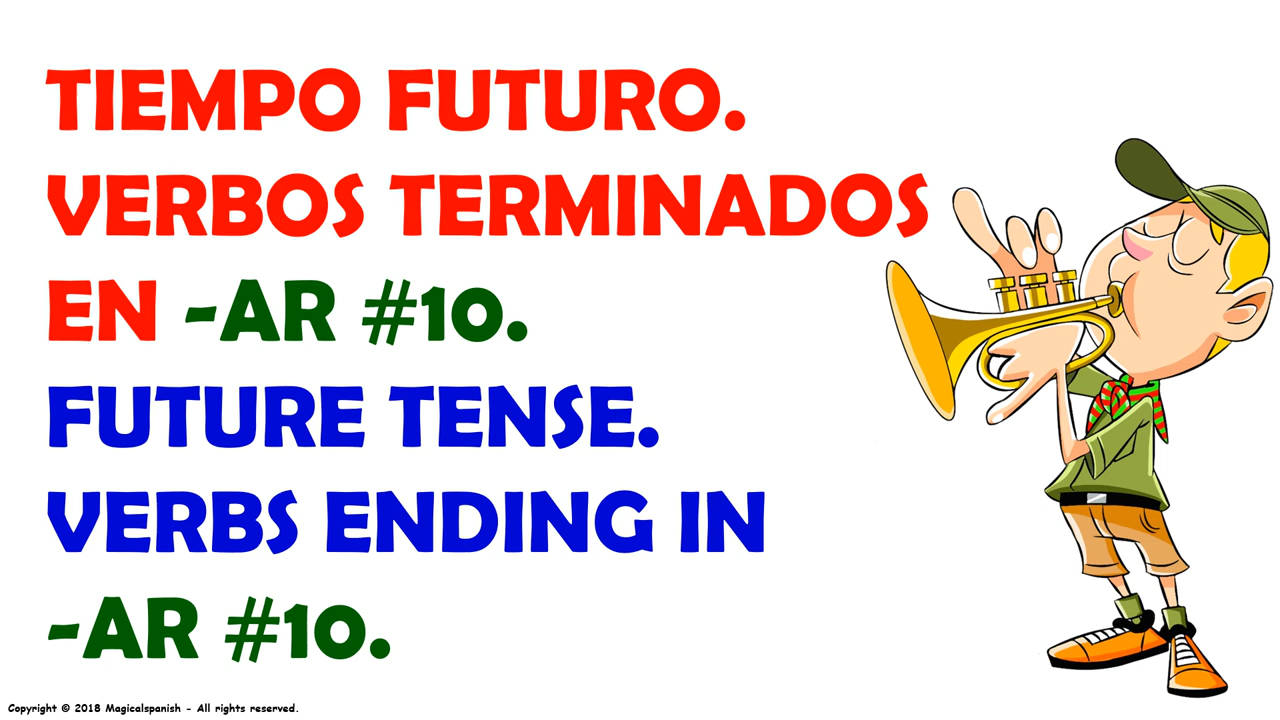 TIEMPO FUTURO.
VERBOS TERMINADOS
EN -AR #10.
FUTURE TENSE.
VERBS ENDING IN
-AR #10.
Copyright © 2018 Magicalspanish - All rights reserved.